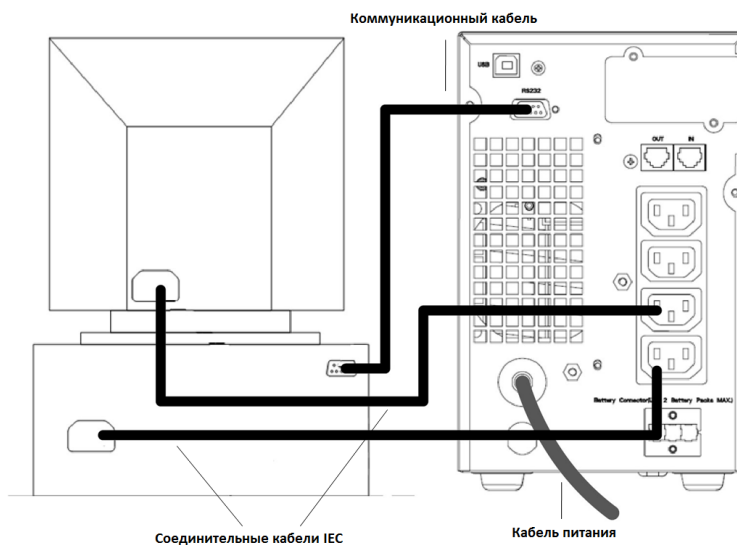 Коммуникационный кабель
USB
RS232
OUT IN
Battery Connector( 2 Battery Packs MAX.)
Соединительные кабели IEC
Кабель питания